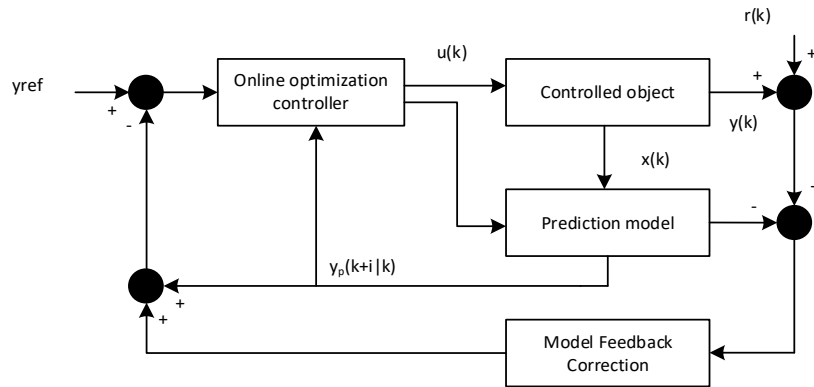 r(k)
u(k)
+
yref
Online optimization
controller
Controlled object
+
+
-
y(k)
x(k)
-
-
Prediction model
yₚ(k+i|k)
+
+
Model Feedback
Correction